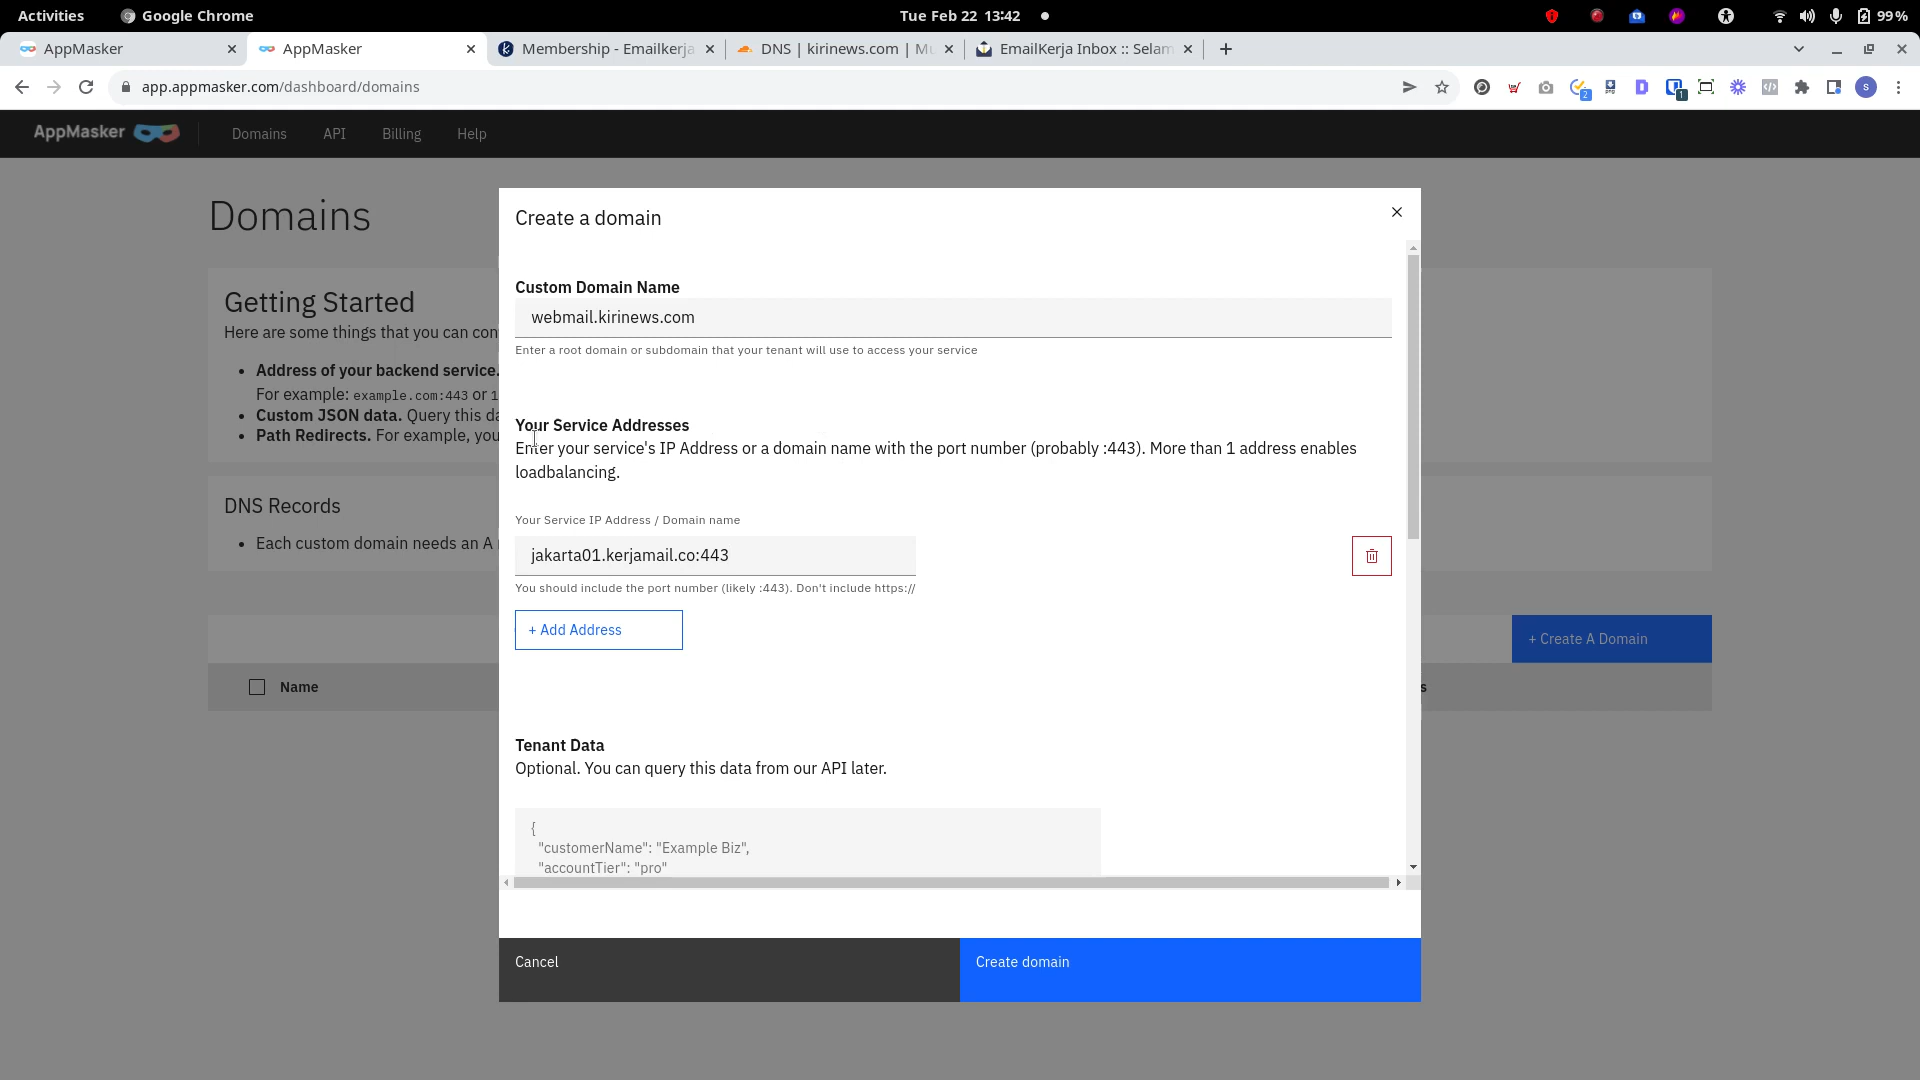 Activities
Google Chrome
Tue Feb 22 13:42
99%
AppMasker
AppMasker
Membership - Emailkerja
DNS | kirinews.com | Mu
EmailKerja Inbox :: Selam
app.appmasker.com/dashboard/domains
2
1
S
AppMasker
Domains
API
Billing
Help
Domains
Getting Started
Here are some things that you can con
• Address of your backend service.
For example: example.com:443 or 1
• Custom JSON data. Query this da
• Path Redirects. For example, you
DNS Records
• Each custom domain needs an A
+ Create A Domain
Name
s
Create a domain
Custom Domain Name
webmail.kirinews.com
Enter a root domain or subdomain that your tenant will use to access your service
Your Service Addresses
Enter your service's IP Address or a domain name with the port number (probably :443). More than 1 address enables
loadbalancing.
Your Service IP Address / Domain name
jakarta01.kerjamail.co:443
You should include the port number (likely :443). Don't include https://
+ Add Address
Tenant Data
Optional. You can query this data from our API later.
{
"customerName": "Example Biz",
"accountTier": "pro"
Cancel
Create domain